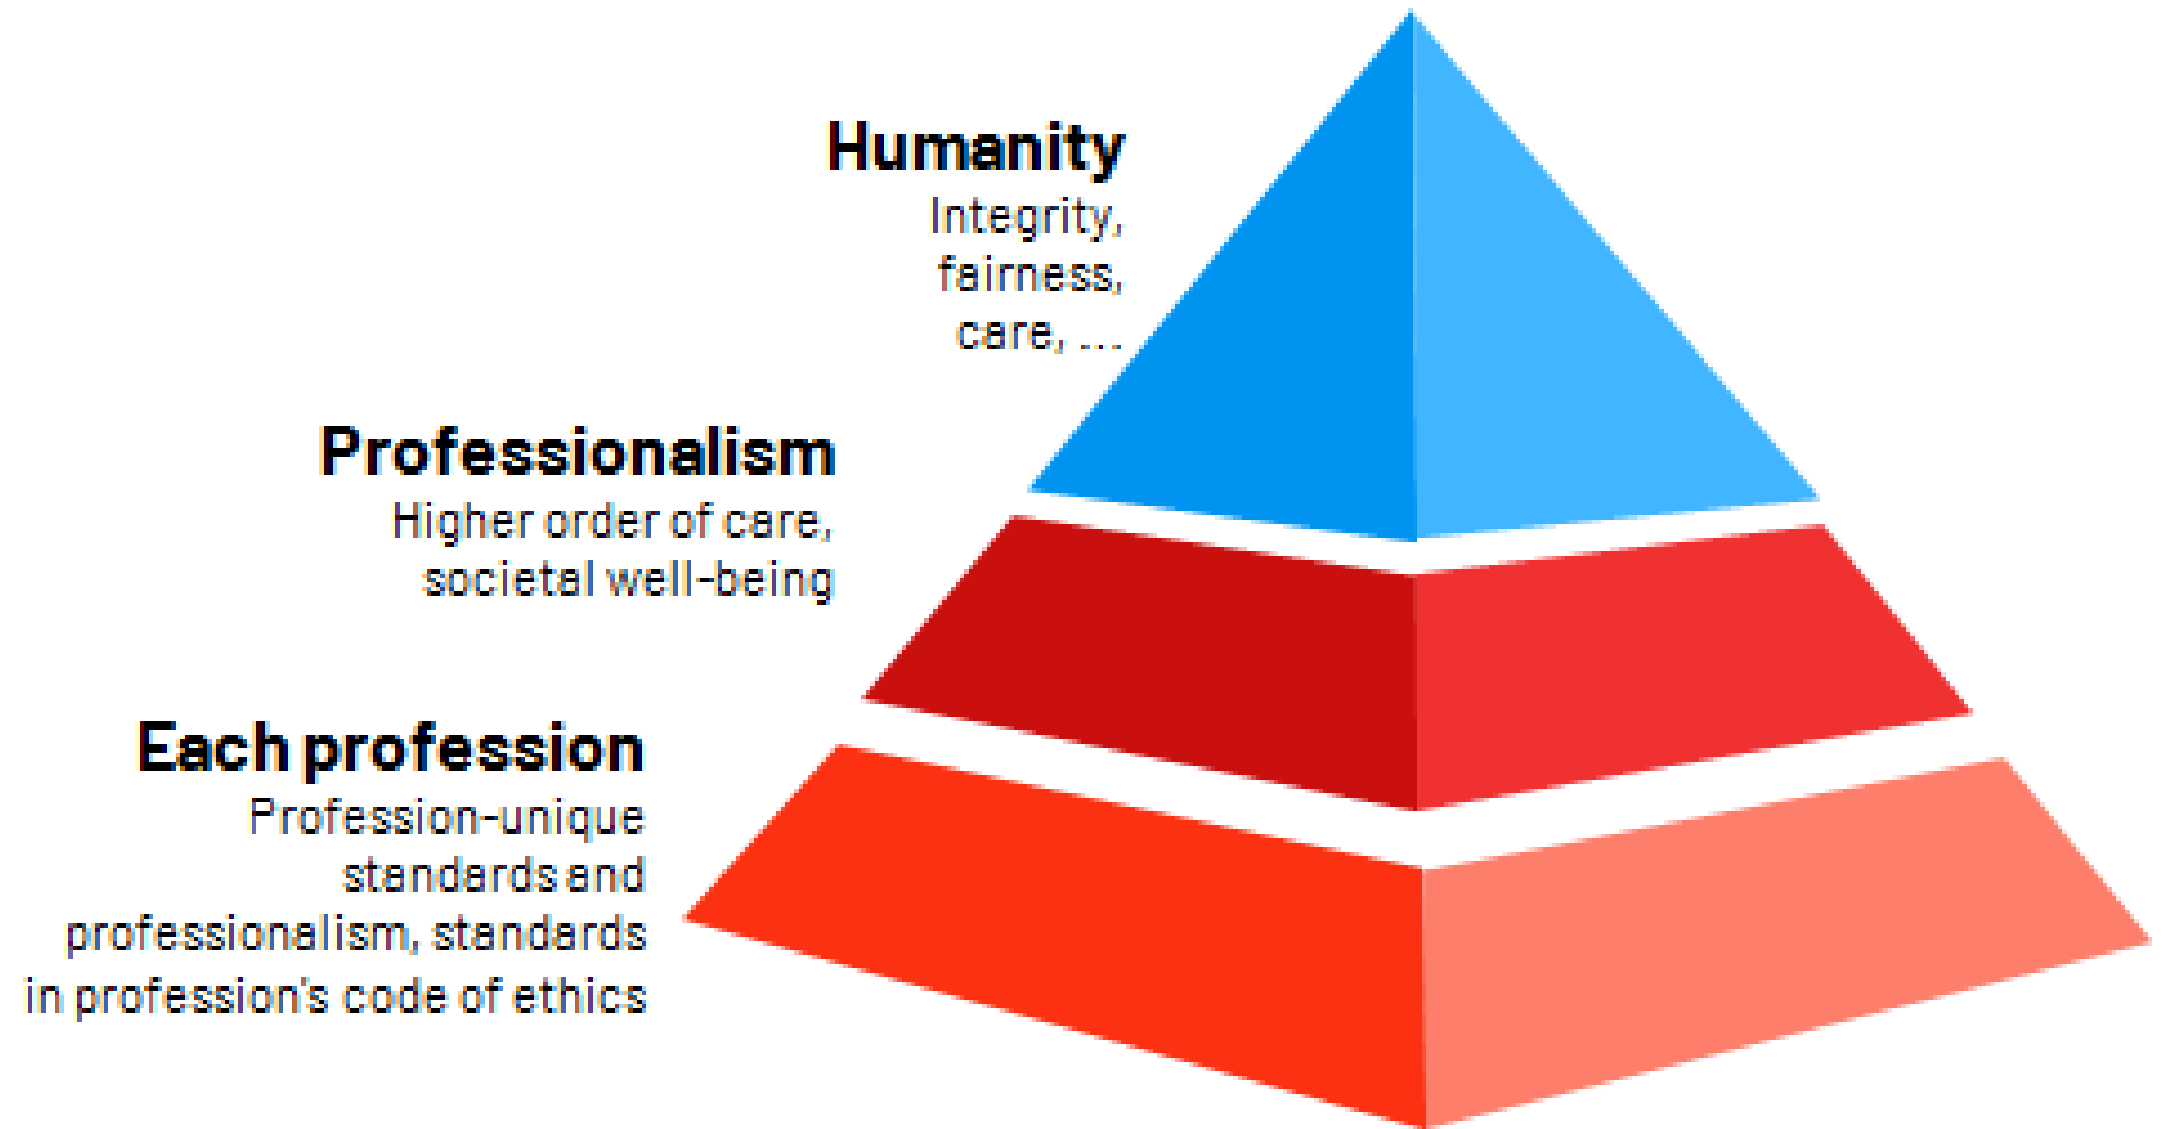 Humanity
Integrity,
fairness,
care, ...
Professionalism
Higher order of care,
societal well-being
Each profession
Profession-unique
standards and
professionalism, standards
in profession's code of ethics